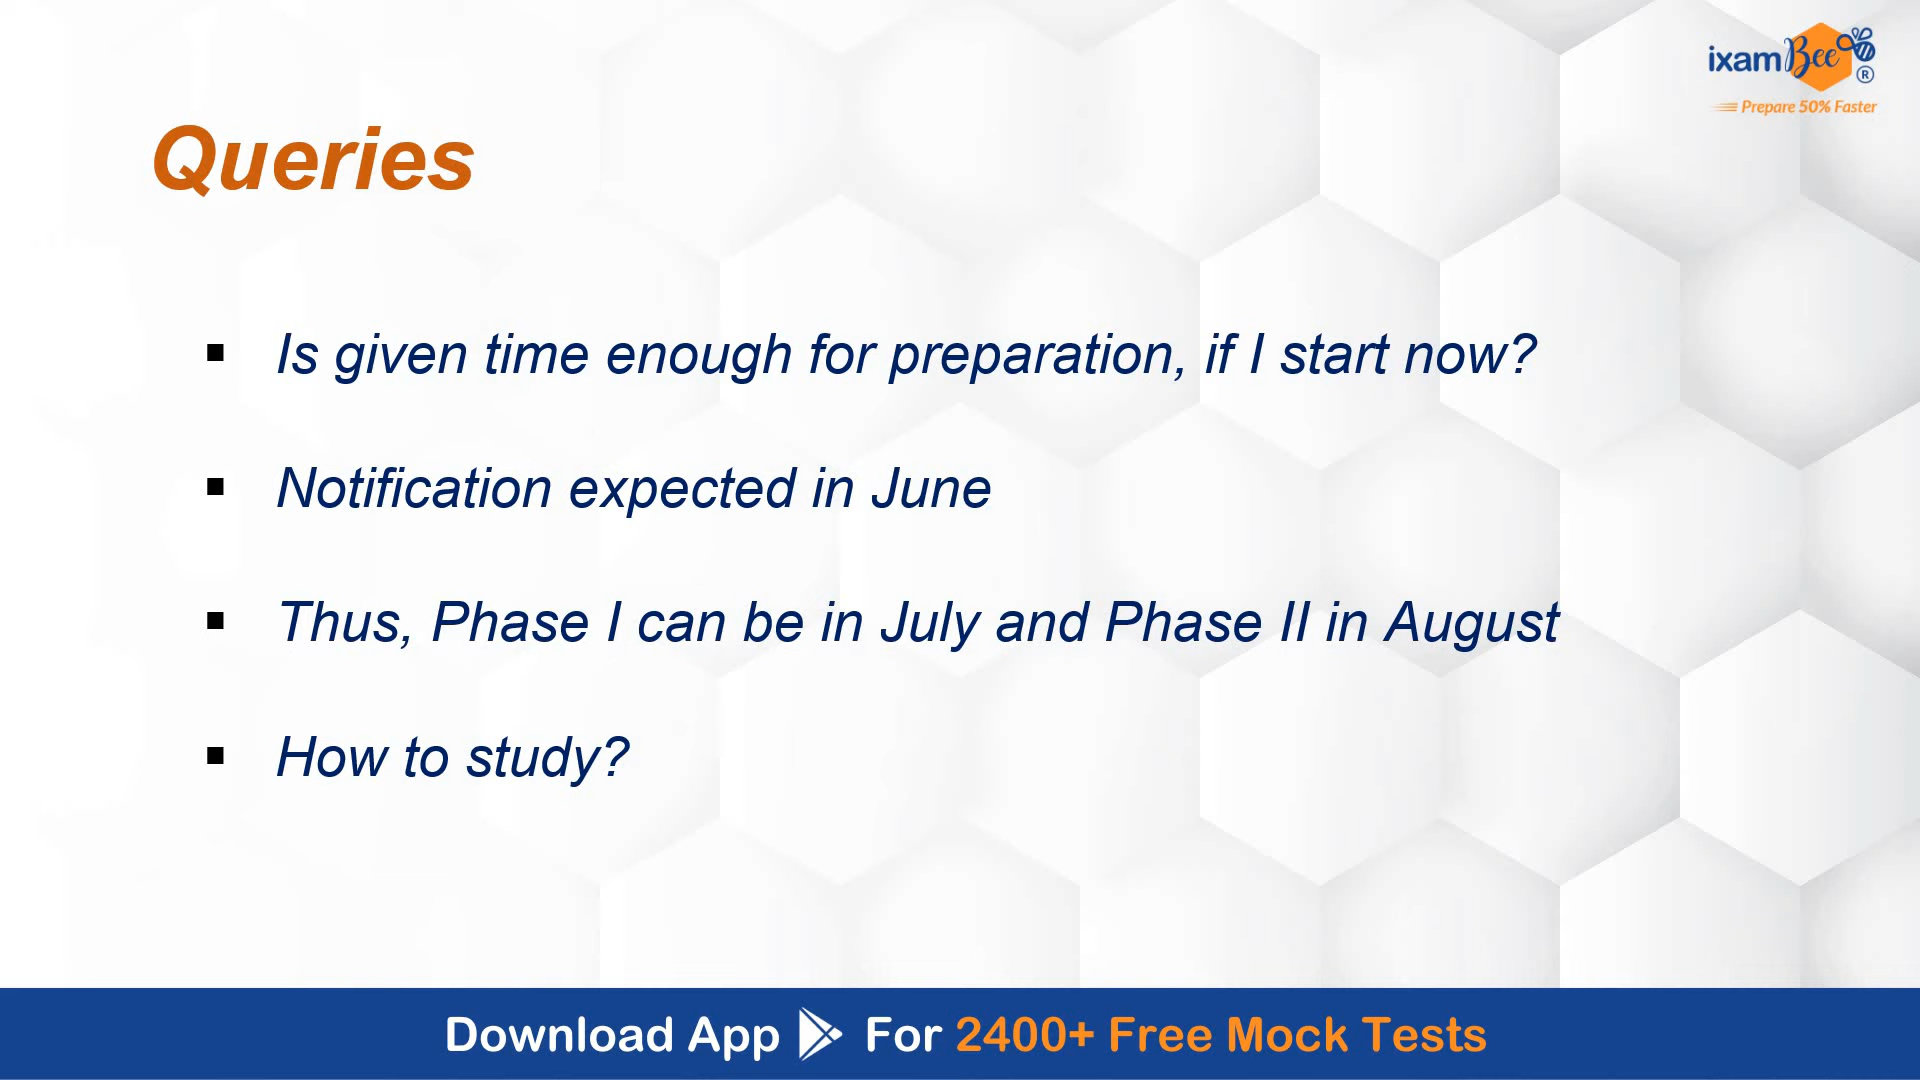 ixamBee®
Prepare 50% Faster
Queries
▪ Is given time enough for preparation, if I start now?
▪ Notification expected in June
▪ Thus, Phase I can be in July and Phase II in August
▪ How to study?
Download App For 2400+ Free Mock Tests